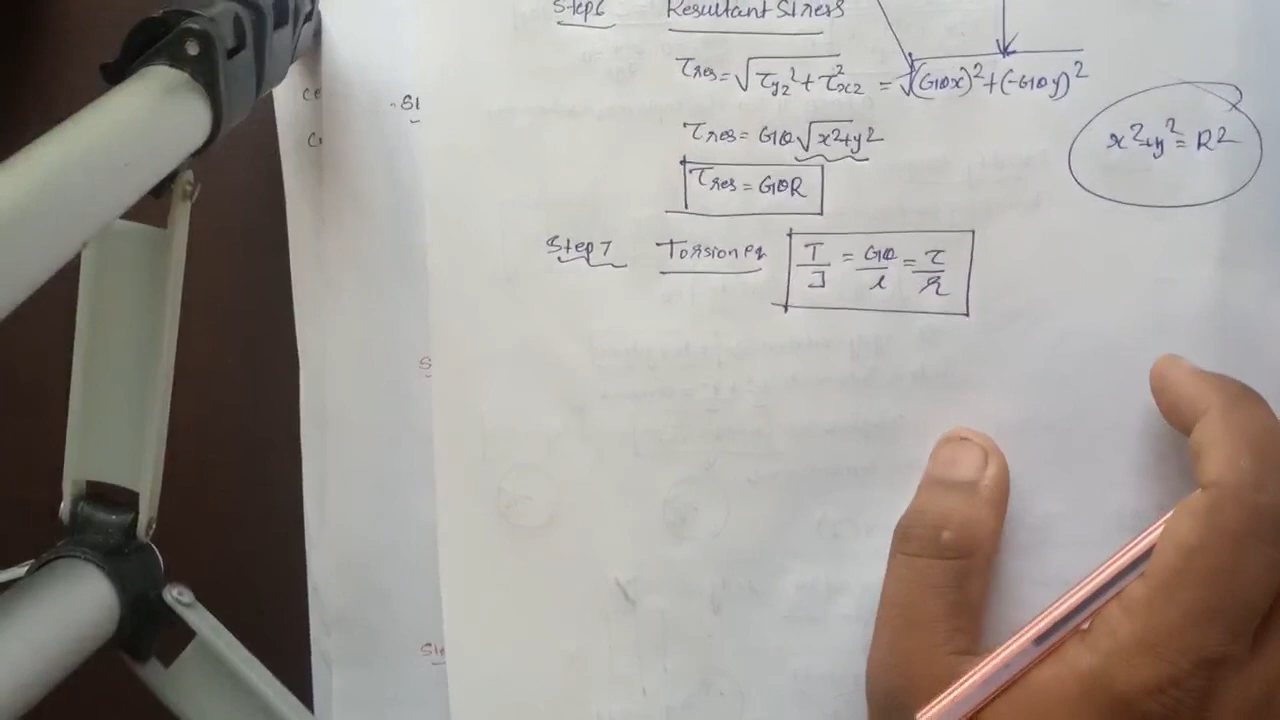 Step6 Resultant Stress
τres = √τyz² + τ²xz = √(Gθx)² + (-Gθy)²
τres = Gθ √x²+y²
x²+y² = R²
τres = GθR
Step 7 Torsion eq T/J = Gθ/l = τ/R